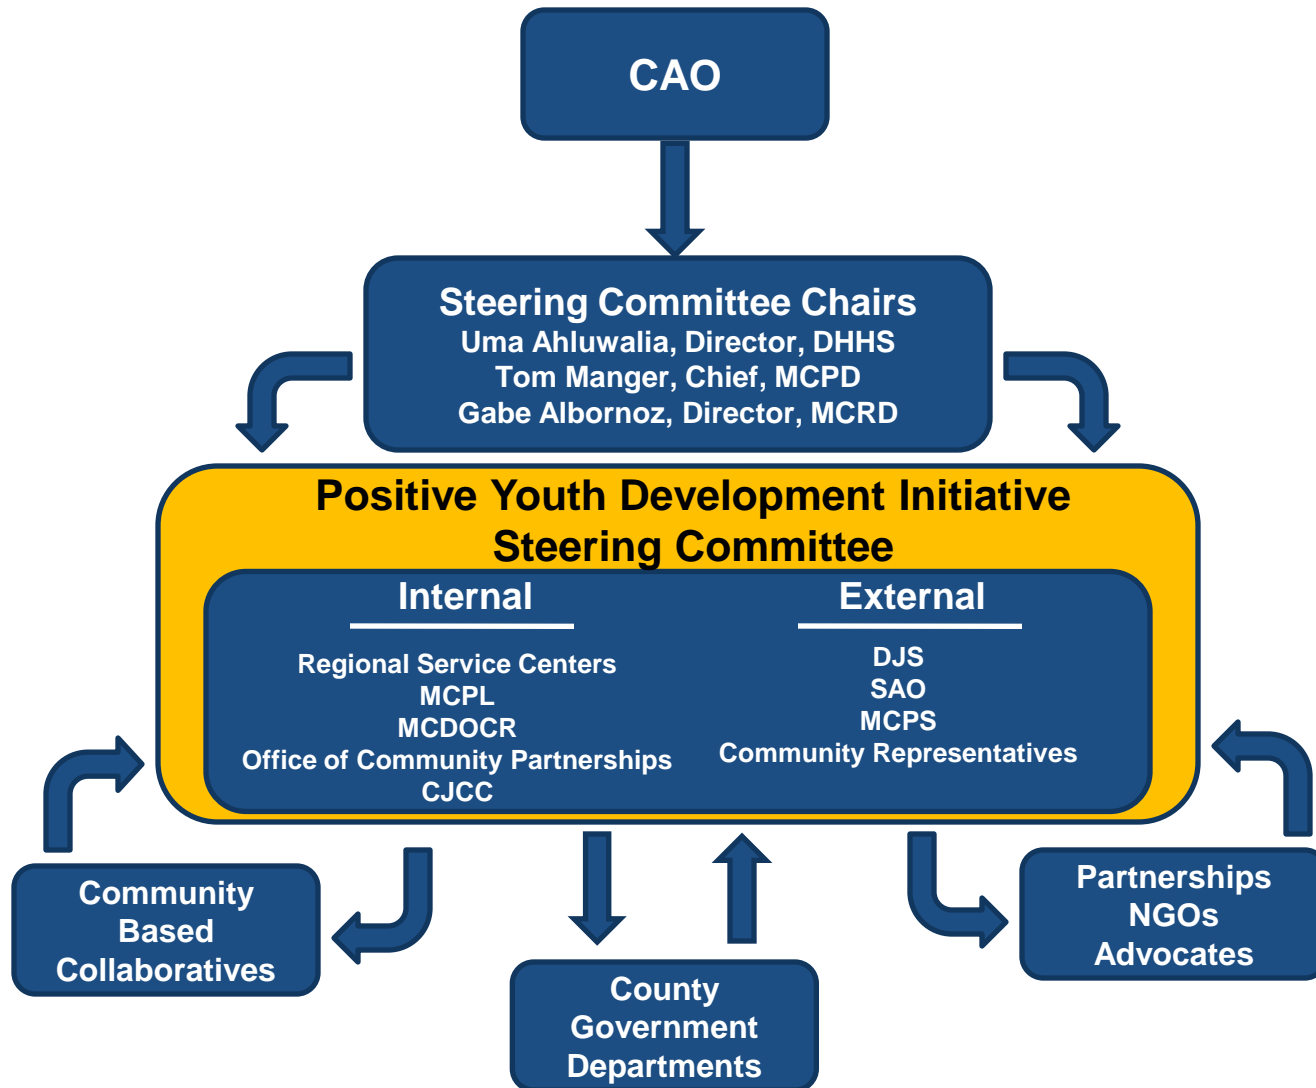 CAO
Steering Committee Chairs
Uma Ahluwalia, Director, DHHS
Tom Manger, Chief, MCPD
Gabe Albornoz, Director, MCRD
Positive Youth Development Initiative
Steering Committee
Internal
Regional Service Centers
MCPL
MCDOCR
Office of Community Partnerships
CJCC
External
DJS
SAO
MCPS
Community Representatives
Community
Based
Collaboratives
County
Government
Departments
Partnerships
NGOs
Advocates